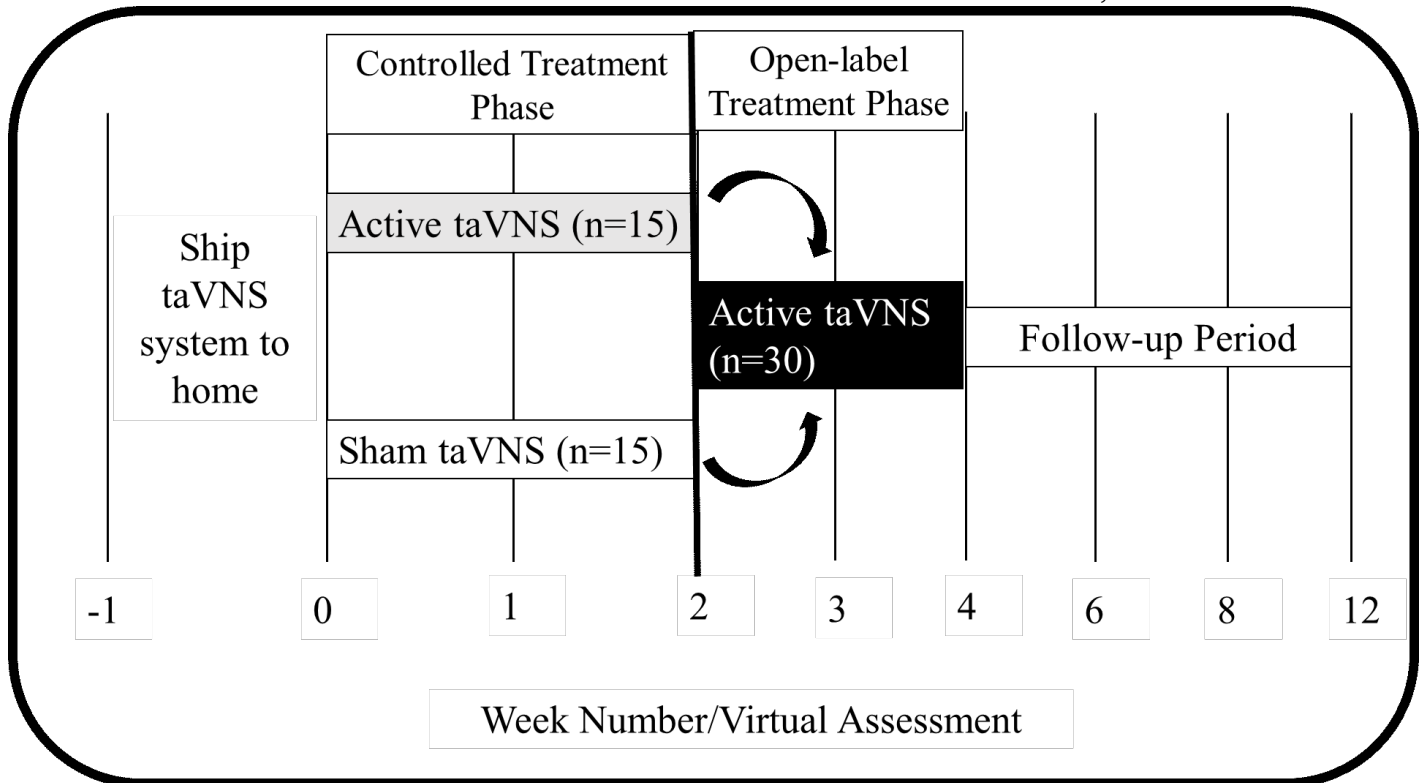 Controlled Treatment
Phase
Open-label
Treatment Phase
Ship
taVNS
system to
home
Active taVNS (n=15)
Sham taVNS (n=15)
Active taVNS
(n=30)
Follow-up Period
-1
0
1
2
3
4
6
8
12
Week Number/Virtual Assessment